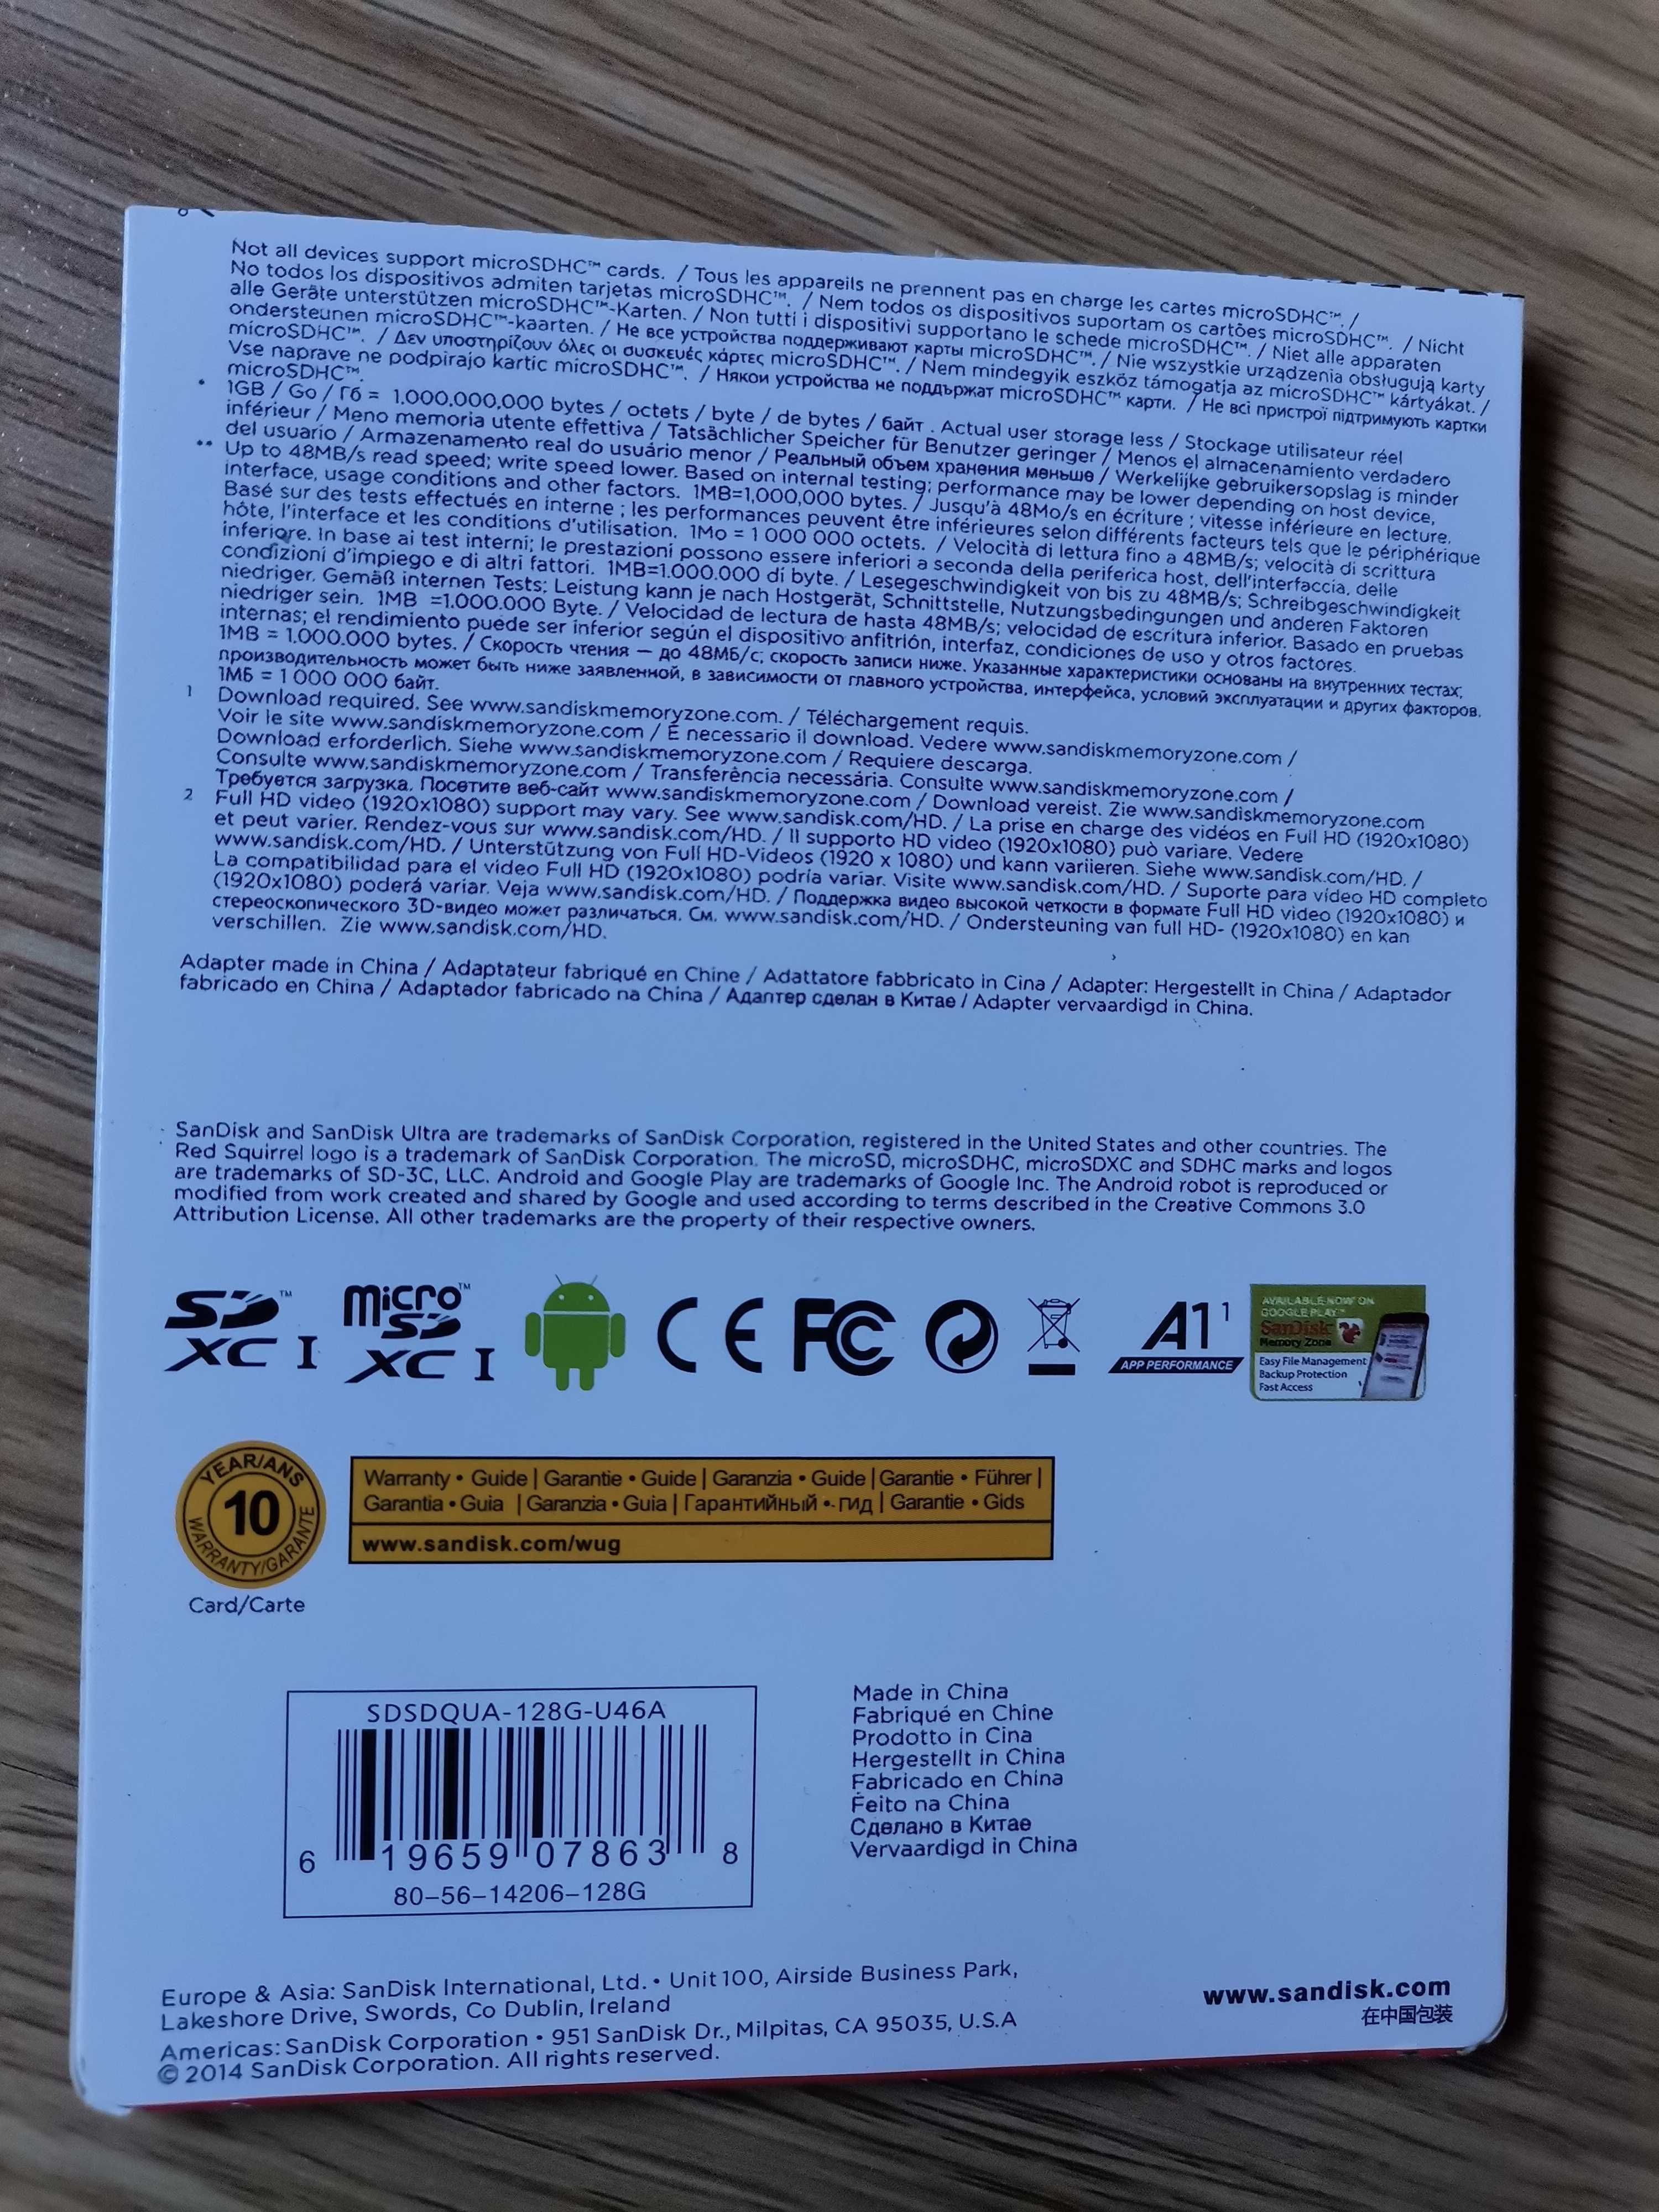 Not all devices support microSDHC™ cards. / Tous les appareils ne prennent pas en charge les cartes microSDHC™. /
No todos los dispositivos admiten tarjetas microSDHC™. / Nem todos os dispositivos suportam os cartões microSDHC™. / Nicht
alle Geräte unterstützen microSDHC™-Karten. / Non tutti i dispositivi supportano le schede microSDHC™. / Niet alle apparaten
ondersteunen microSDHC™-kaarten. / Не все устройства поддерживают карты microSDHC™. / Nie wszystkie urządzenia obsługują karty
microSDHC™. / Δεν υποστηρίζουν όλες οι συσκευές κάρτες microSDHC™. / Nem mindegyik eszköz támogatja az microSDHC™ kártyákat. /
Vse naprave ne podpirajo kartic microSDHC™. / Някои устройства не поддържат microSDHC™ карти. / Не всі пристрої підтримують картки
microSDHC™.
• 1GB / Go / Гб = 1,000,000,000 bytes / octets / byte / de bytes / байт . Actual user storage less / Stockage utilisateur réel
inférieur / Meno memoria utente effettiva / Tatsächlicher Speicher für Benutzer geringer / Menos el almacenamiento verdadero
del usuario / Armazenamento real do usuário menor / Реальный объем хранения меньше / Werkelijke gebruikersopslag is minder
•• Up to 48MB/s read speed; write speed lower. Based on internal testing; performance may be lower depending on host device,
interface, usage conditions and other factors. 1MB=1,000,000 bytes. / Jusqu'à 48Mo/s en écriture ; vitesse inférieure en lecture.
Basé sur des tests effectués en interne ; les performances peuvent être inférieures selon différents facteurs tels que le périphérique
hôte, l'interface et les conditions d'utilisation. 1Mo = 1 000 000 octets. / Velocità di lettura fino a 48MB/s; velocità di scrittura
inferiore. In base ai test interni; le prestazioni possono essere inferiori a seconda della periferica host, dell'interfaccia, delle
condizioni d'impiego e di altri fattori. 1MB=1.000.000 di byte. / Lesegeschwindigkeit von bis zu 48MB/s; Schreibgeschwindigkeit
niedriger. Gemäß internen Tests; Leistung kann je nach Hostgerät, Schnittstelle, Nutzungsbedingungen und anderen Faktoren
niedriger sein. 1MB =1.000.000 Byte. / Velocidad de lectura de hasta 48MB/s; velocidad de escritura inferior. Basado en pruebas
internas; el rendimiento puede ser inferior según el dispositivo anfitrión, interfaz, condiciones de uso y otros factores.
1MB = 1.000.000 bytes. / Скорость чтения — до 48МБ/с; скорость записи ниже. Указанные характеристики основаны на внутренних тестах;
производительность может быть ниже заявленной, в зависимости от главного устройства, интерфейса, условий эксплуатации и других факторов.
1МБ = 1 000 000 байт.
1 Download required. See www.sandiskmemoryzone.com. / Téléchargement requis.
Voir le site www.sandiskmemoryzone.com / È necessario il download. Vedere www.sandiskmemoryzone.com /
Download erforderlich. Siehe www.sandiskmemoryzone.com / Requiere descarga.
Consulte www.sandiskmemoryzone.com / Transferência necessária. Consulte www.sandiskmemoryzone.com /
Требуется загрузка. Посетите веб-сайт www.sandiskmemoryzone.com / Download vereist. Zie www.sandiskmemoryzone.com
2 Full HD video (1920x1080) support may vary. See www.sandisk.com/HD. / La prise en charge des vidéos en Full HD (1920x1080)
et peut varier. Rendez-vous sur www.sandisk.com/HD. / Il supporto HD video (1920x1080) può variare. Vedere
www.sandisk.com/HD. / Unterstützung von Full HD-Videos (1920 x 1080) und kann variieren. Siehe www.sandisk.com/HD. /
La compatibilidad para el video Full HD (1920x1080) podría variar. Visite www.sandisk.com/HD. / Suporte para vídeo HD completo
(1920x1080) poderá variar. Veja www.sandisk.com/HD. / Поддержка видео высокой четкости в формате Full HD video (1920x1080) и
стереоскопического 3D-видео может различаться. См. www.sandisk.com/HD. / Ondersteuning van full HD- (1920x1080) en kan
verschillen. Zie www.sandisk.com/HD.
Adapter made in China / Adaptateur fabriqué en Chine / Adattatore fabbricato in Cina / Adapter: Hergestellt in China / Adaptador
fabricado en China / Adaptador fabricado na China / Адаптер сделан в Китае / Adapter vervaardigd in China.
SanDisk and SanDisk Ultra are trademarks of SanDisk Corporation, registered in the United States and other countries. The
Red Squirrel logo is a trademark of SanDisk Corporation. The microSD, microSDHC, microSDXC and SDHC marks and logos
are trademarks of SD-3C, LLC. Android and Google Play are trademarks of Google Inc. The Android robot is reproduced or
modified from work created and shared by Google and used according to terms described in the Creative Commons 3.0
Attribution License. All other trademarks are the property of their respective owners.
SD™ XC I
micro™ SD XC I
CE FC
A1¹
APP PERFORMANCE
AVAILABLE NOW ON
GOOGLE PLAY™
SanDisk
Memory Zone
Easy File Management
Backup Protection
Fast Access
YEAR/ANS
10
WARRANTY/GARANTE
Card/Carte
Warranty • Guide | Garantie • Guide | Garanzia • Guide | Garantie • Führer |
Garantia • Guia | Garanzia • Guia | Гарантийный • гид | Garantie • Gids
www.sandisk.com/wug
SDSDQUA-128G-U46A
6 19659 07863 8
80-56-14206-128G
Made in China
Fabriqué en Chine
Prodotto in Cina
Hergestellt in China
Fabricado en China
Feito na China
Сделано в Китае
Vervaardigd in China
Europe & Asia: SanDisk International, Ltd. • Unit 100, Airside Business Park,
Lakeshore Drive, Swords, Co Dublin, Ireland
Americas: SanDisk Corporation • 951 SanDisk Dr., Milpitas, CA 95035, U.S.A
© 2014 SanDisk Corporation. All rights reserved.
www.sandisk.com
在中国包装